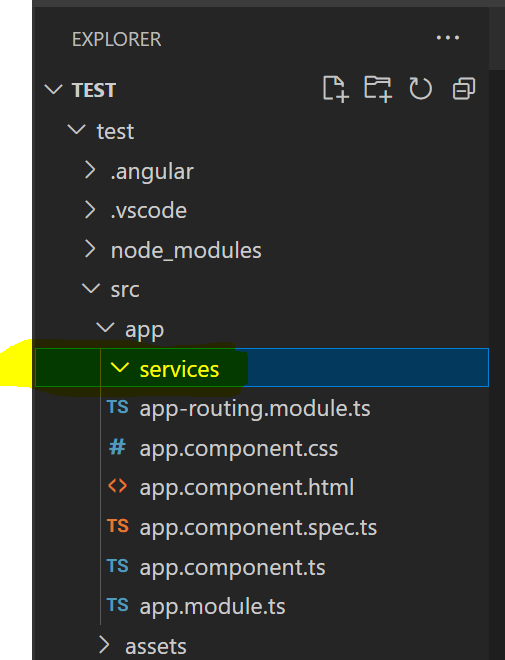 EXPLORER
TEST
test
.angular
.vscode
node_modules
src
app
services
TS app-routing.module.ts
# app.component.css
<> app.component.html
TS app.component.spec.ts
TS app.component.ts
TS app.module.ts
assets